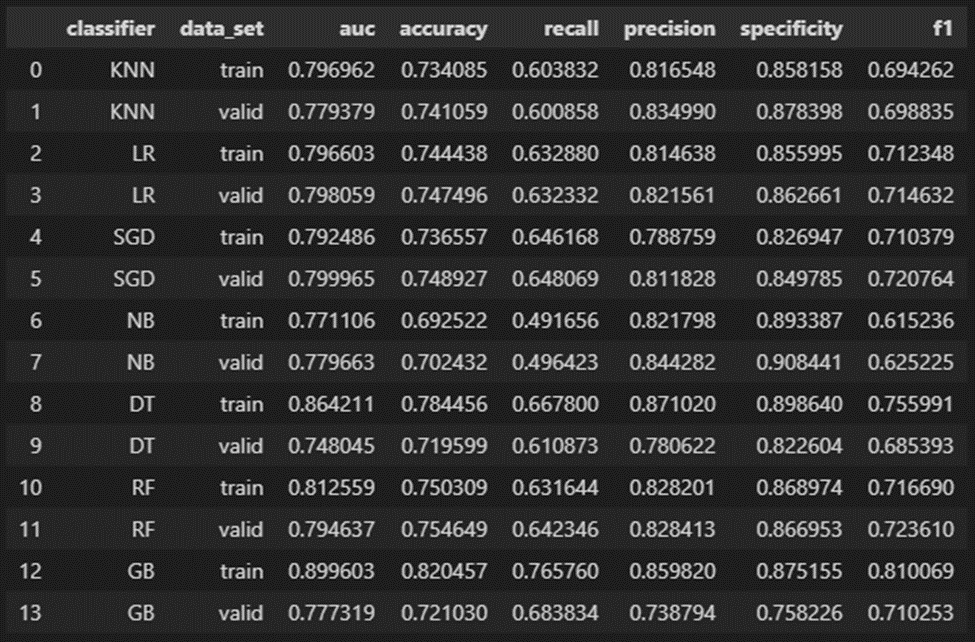 classifier data_set auc accuracy recall precision specificity f1
0 KNN train 0.796962 0.734085 0.603832 0.816548 0.858158 0.694262
1 KNN valid 0.779379 0.741059 0.600858 0.834990 0.878398 0.698835
2 LR train 0.796603 0.744438 0.632880 0.814638 0.855995 0.712348
3 LR valid 0.798059 0.747496 0.632332 0.821561 0.862661 0.714632
4 SGD train 0.792486 0.736557 0.646168 0.788759 0.826947 0.710379
5 SGD valid 0.799965 0.748927 0.648069 0.811828 0.849785 0.720764
6 NB train 0.771106 0.692522 0.491656 0.821798 0.893387 0.615236
7 NB valid 0.779663 0.702432 0.496423 0.844282 0.908441 0.625225
8 DT train 0.864211 0.784456 0.667800 0.871020 0.898640 0.755991
9 DT valid 0.748045 0.719599 0.610873 0.780622 0.822604 0.685393
10 RF train 0.812559 0.750309 0.631644 0.828201 0.868974 0.716690
11 RF valid 0.794637 0.754649 0.642346 0.828413 0.866953 0.723610
12 GB train 0.899603 0.820457 0.765760 0.859820 0.875155 0.810069
13 GB valid 0.777319 0.721030 0.683834 0.738794 0.758226 0.710253